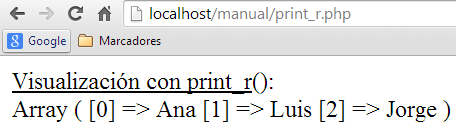 localhost/manual/print_r.php
Google Marcadores
Visualización con print_r():
Array ( [0] => Ana [1] => Luis [2] => Jorge )